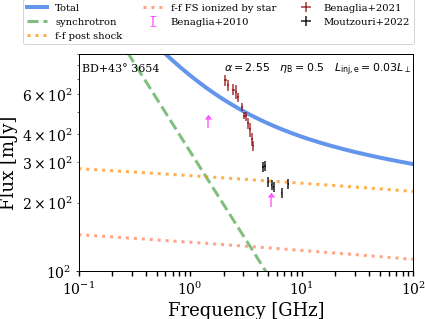 Total
synchrotron
f-f post shock
f-f FS ionized by star
Benaglia+2010
Benaglia+2021
Moutzouri+2022
BD+43° 3654
α = 2.55 η_B = 0.5 L_inj,e = 0.03L_⊥
Flux [mJy]
6 × 10²
4 × 10²
3 × 10²
2 × 10²
10²
10⁻¹ 10⁰ 10¹ 10²
Frequency [GHz]